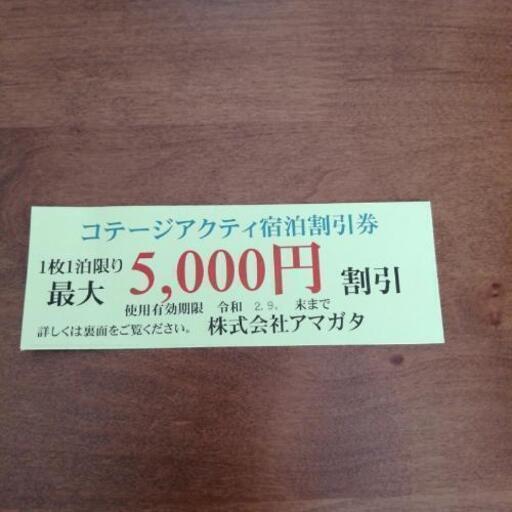 コテージアクティ宿泊割引券
1枚1泊限り
最大 5,000円 割引
使用有効期限 令和 2.9. 末まで
詳しくは裏面をご覧ください。 株式会社アマガタ